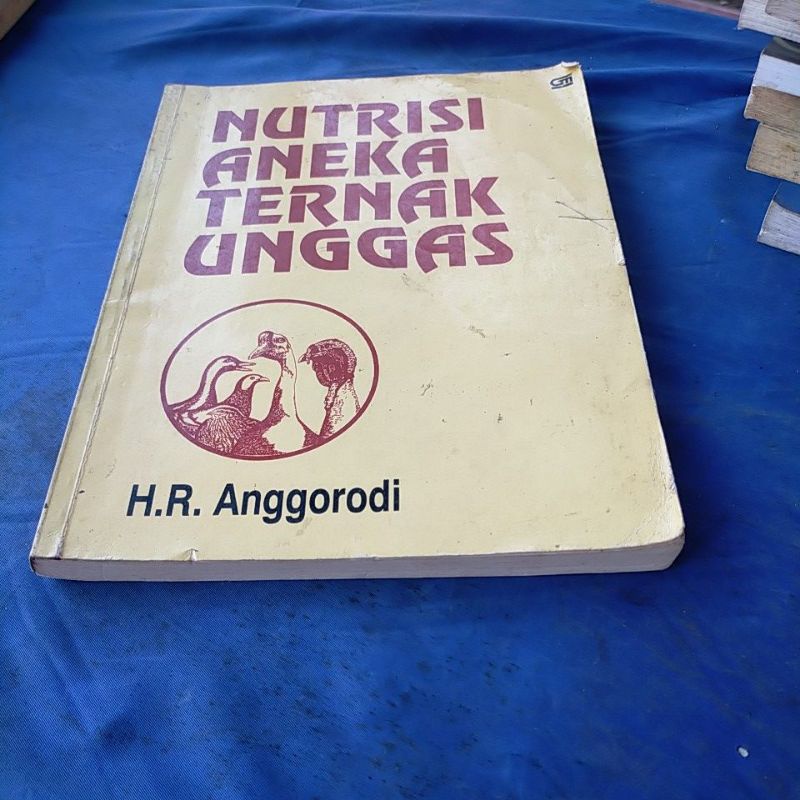 NUTRISI
ANEKA
TERNAK
UNGGAS
H.R. Anggorodi